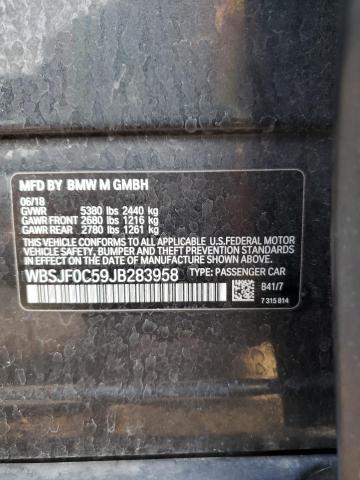 MFD BY BMW M GMBH
06/18
GVWR 5380 lbs 2440 kg
GAWR FRONT 2680 lbs 1216 kg
GAWR REAR 2780 lbs 1261 kg
THIS VEHICLE CONFORMS TO ALL APPLICABLE
U.S.FEDERAL MOTOR VEHICLE SAFETY,
BUMPER, AND THEFT PREVENTION STANDARDS
IN EFFECT ON THE DATE OF MANUFACTURE
SHOWN ABOVE.
WBSJF0C59JB283958 TYPE: PASSENGER CAR
B41/7
7 315 814